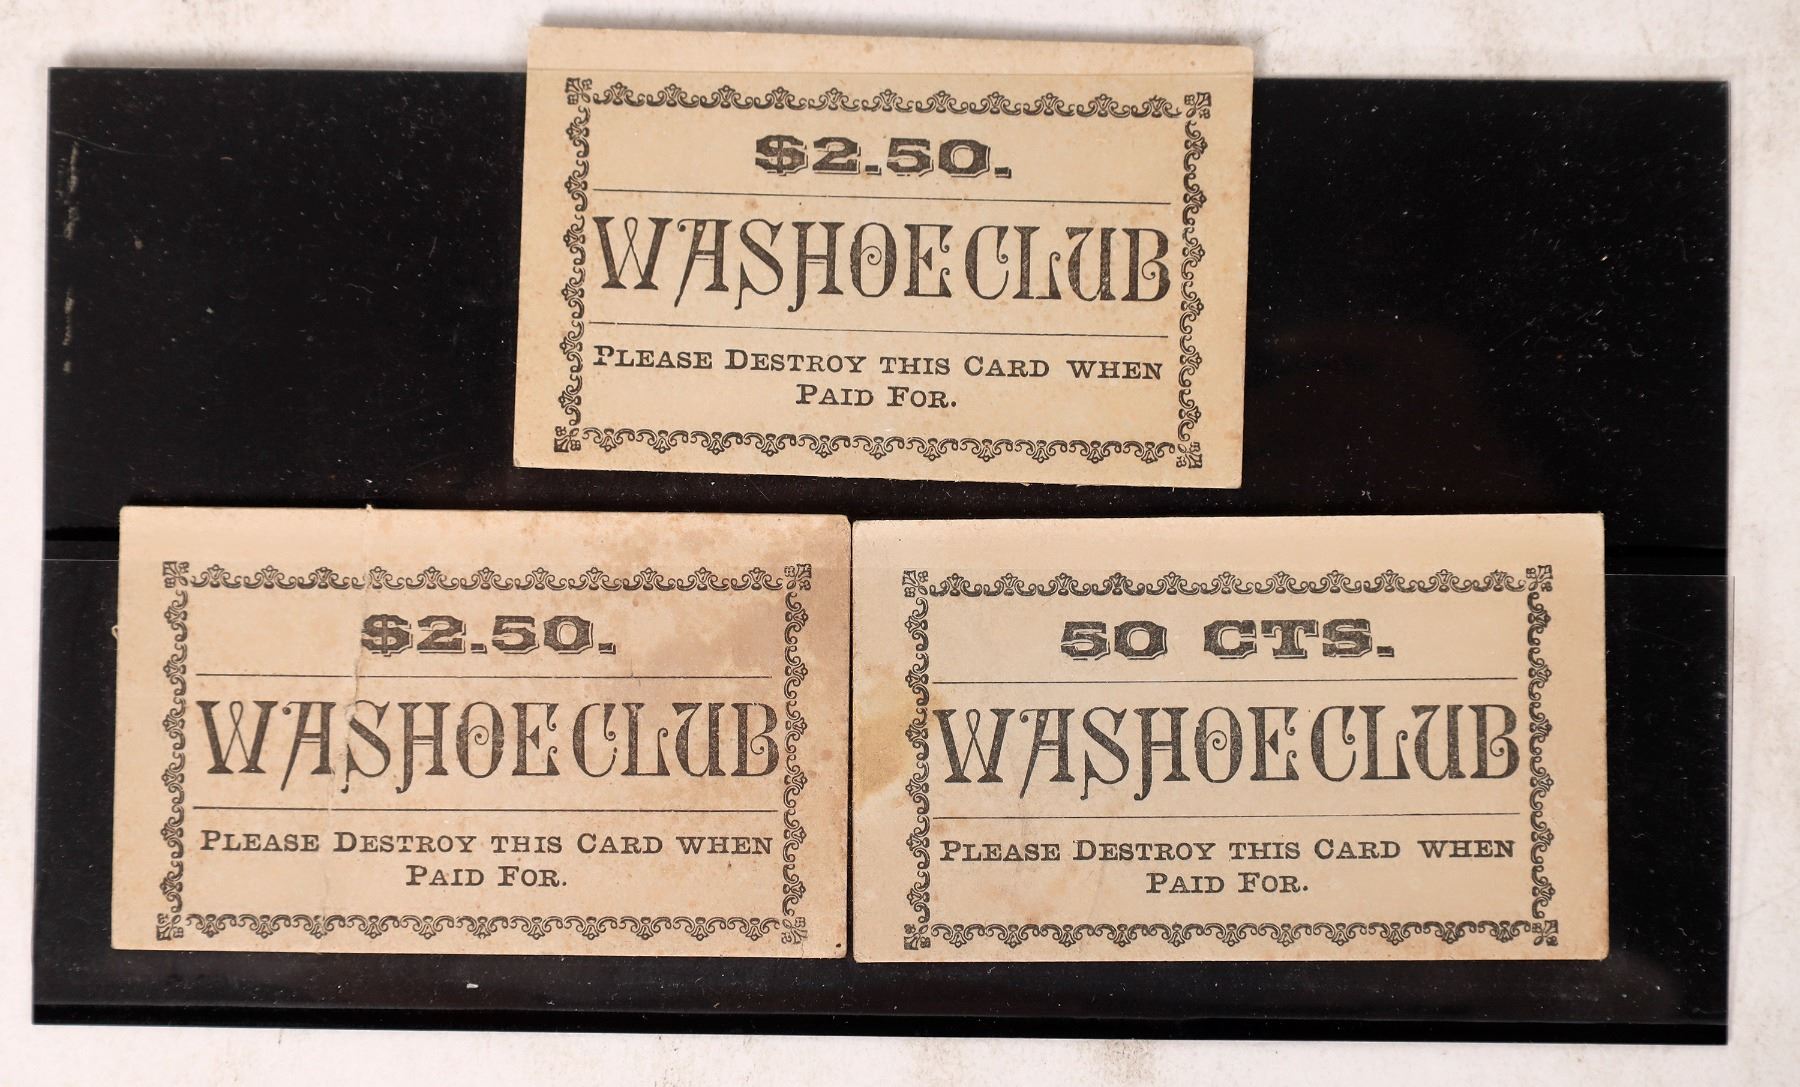 $2.50.
WASHOE CLUB
PLEASE DESTROY THIS CARD WHEN
PAID FOR.
$2.50.
WASHOE CLUB
PLEASE DESTROY THIS CARD WHEN
PAID FOR.
50 CTS.
WASHOE CLUB
PLEASE DESTROY THIS CARD WHEN
PAID FOR.